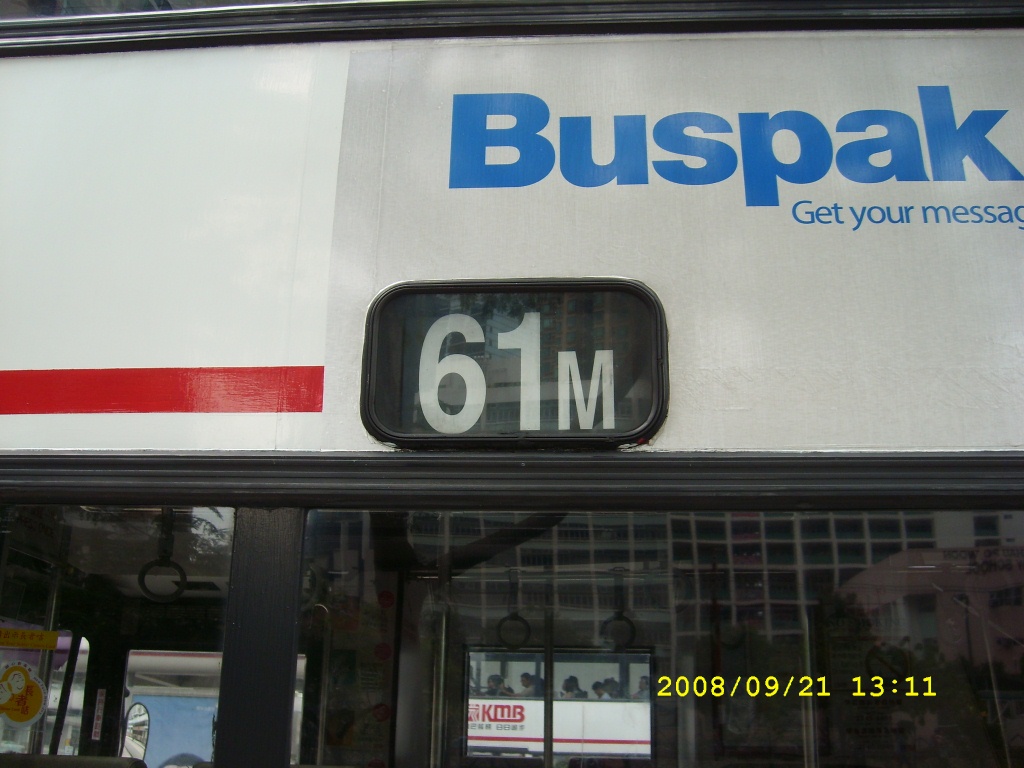 Buspak
Get your messag
61M
KMB
2008/09/21 13:11